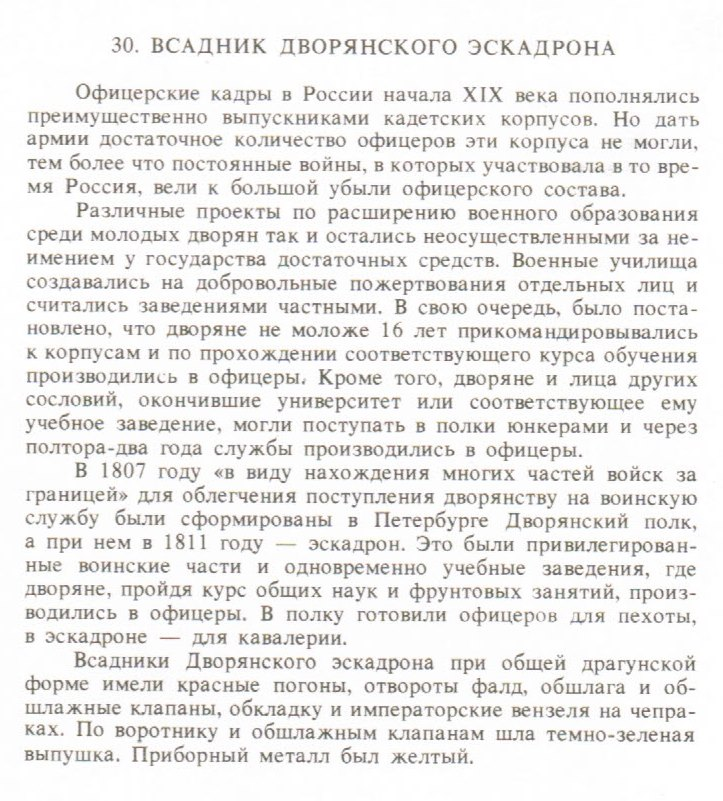 30. ВСАДНИК ДВОРЯНСКОГО ЭСКАДРОНА
Офицерские кадры в России начала XIX века пополнялись
преимущественно выпускниками кадетских корпусов. Но дать
армии достаточное количество офицеров эти корпуса не могли,
тем более что постоянные войны, в которых участвовала в то вре-
мя Россия, вели к большой убыли офицерского состава.
Различные проекты по расширению военного образования
среди молодых дворян так и остались неосуществленными за не-
имением у государства достаточных средств. Военные училища
создавались на добровольные пожертвования отдельных лиц и
считались заведениями частными. В свою очередь, было поста-
новлено, что дворяне не моложе 16 лет прикомандировывались
к корпусам и по прохождении соответствующего курса обучения
производились в офицеры. Кроме того, дворяне и лица других
сословий, окончившие университет или соответствующее ему
учебное заведение, могли поступать в полки юнкерами и через
полтора-два года службы производились в офицеры.
В 1807 году «в виду нахождения многих частей войск за
границей» для облегчения поступления дворянству на воинскую
службу были сформированы в Петербурге Дворянский полк,
а при нем в 1811 году — эскадрон. Это были привилегирован-
ные воинские части и одновременно учебные заведения, где
дворяне, пройдя курс общих наук и фрунтовых занятий, произ-
водились в офицеры. В полку готовили офицеров для пехоты,
в эскадроне — для кавалерии.
Всадники Дворянского эскадрона при общей драгунской
форме имели красные погоны, отвороты фалд, обшлага и об-
шлажные клапаны, обкладку и императорские вензеля на чепра-
ках. По воротнику и обшлажным клапанам шла темно-зеленая
выпушка. Приборный металл был желтый.